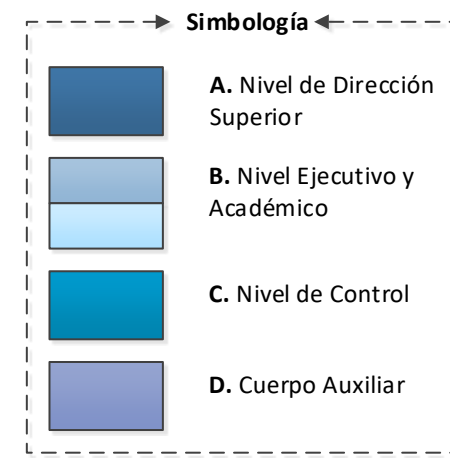 Simbología
A. Nivel de Dirección
Superior
B. Nivel Ejecutivo y
Académico
C. Nivel de Control
D. Cuerpo Auxiliar